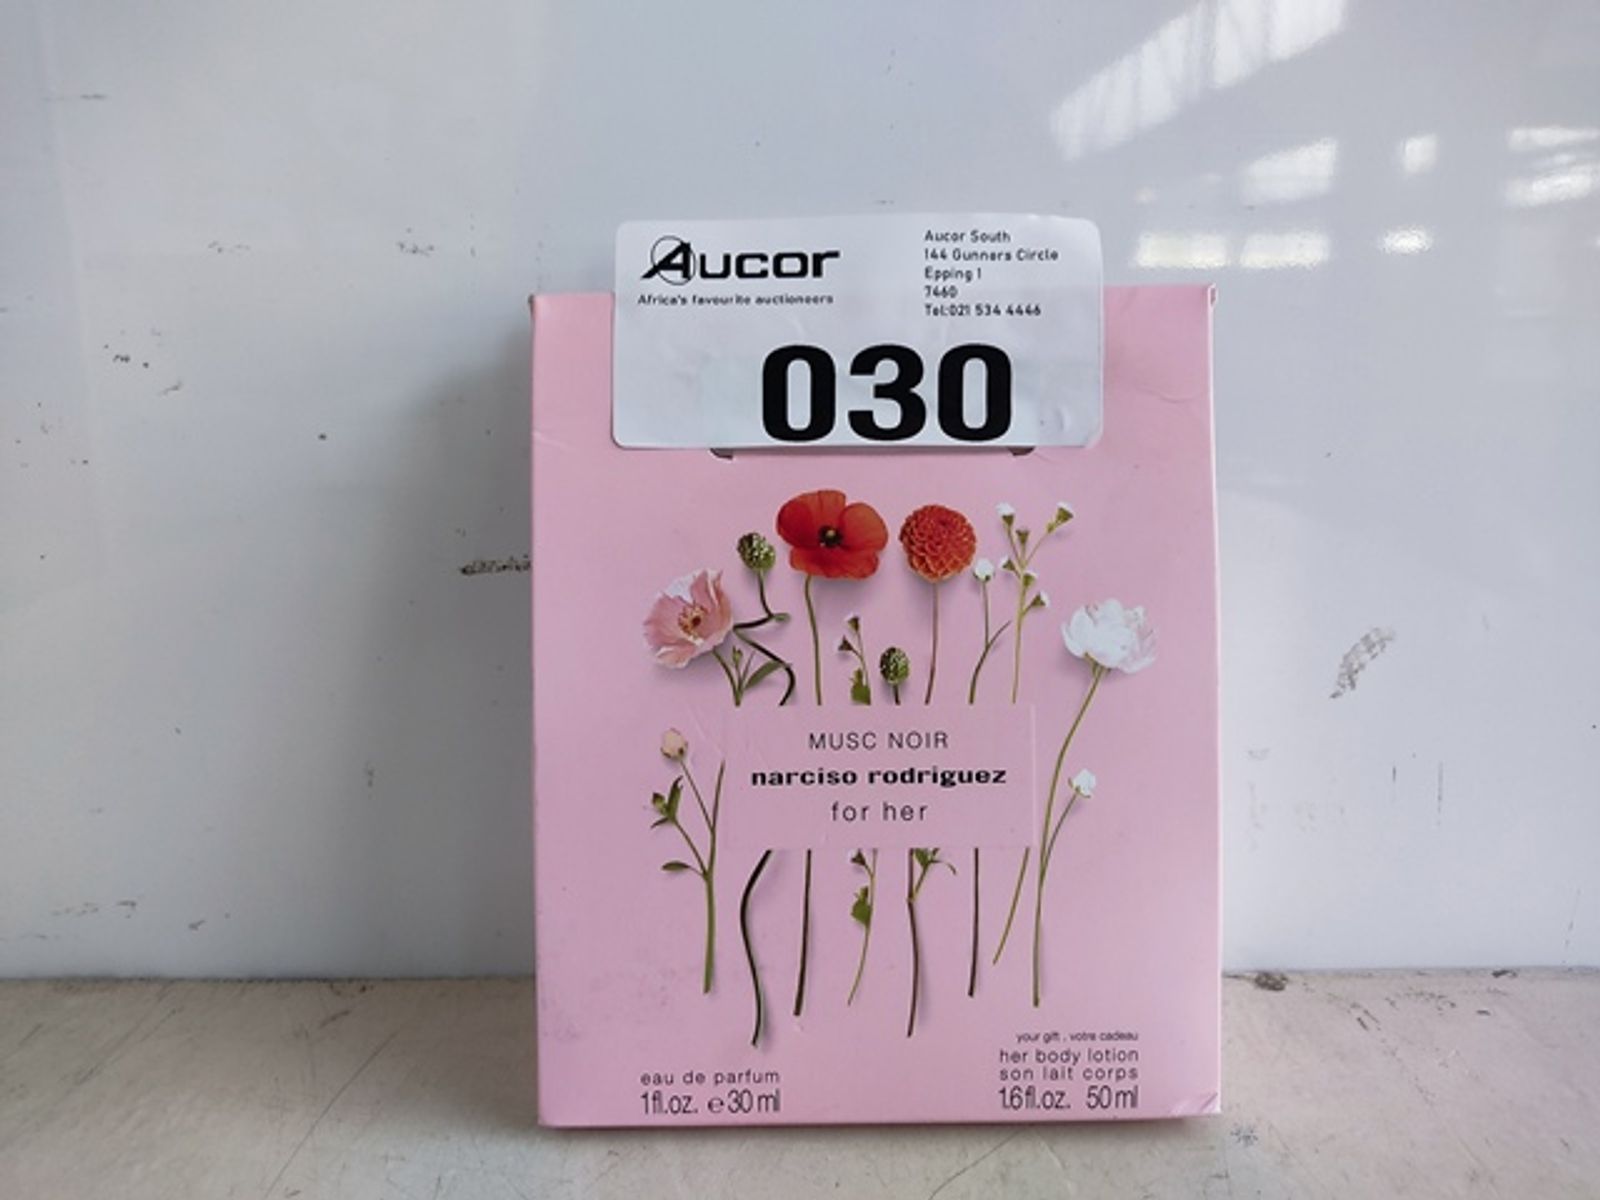 Aucor
Africa's favourite auctioneers
Aucor South
144 Gunners Circle
Epping 1
7460
Tel:021 534 4446
030
MUSC NOIR
narciso rodriguez
for her
eau de parfum
1fl.oz. e30ml
your gift . votre cadeau
her body lotion
son lait corps
1.6fl.oz. 50ml